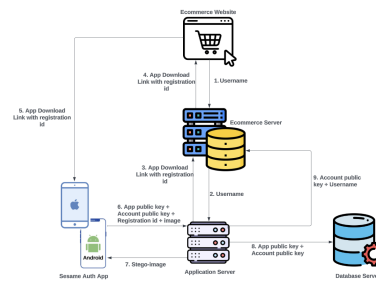 Ecommerce Website
4. App Download
Link with registration
id
1. Username
5. App Download
Link with registration
id
Ecommerce Server
3. App Download
Link with registration
id
2. Username
9. Account public
key + Username
6. App public key +
Account public key +
Registration id + image
Android
8. App public key +
Account public key
7. Stego-image
Sesame Auth App
Application Server
Database Serve